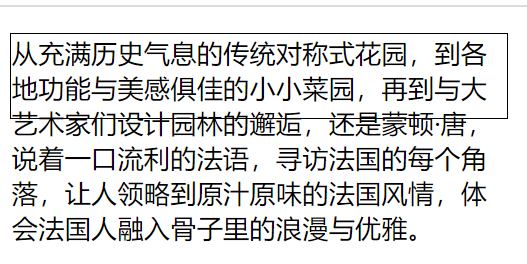 从充满历史气息的传统对称式花园，到各
地功能与美感俱佳的小小菜园，再到与大
艺术家们设计园林的邂逅，还是蒙顿·唐，
说着一口流利的法语，寻访法国的每个角
落，让人领略到原汁原味的法国风情，体
会法国人融入骨子里的浪漫与优雅。